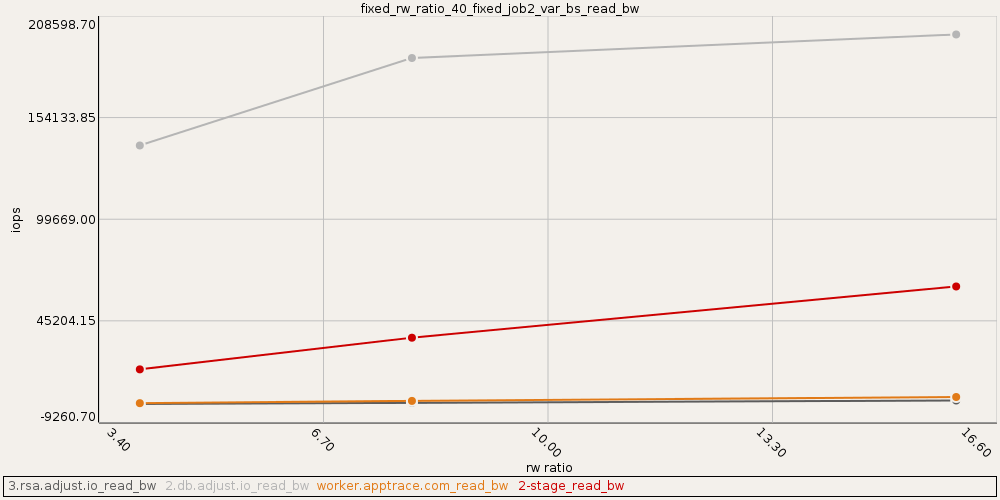 fixed_rw_ratio_40_fixed_job2_var_bs_read_bw
208598.70
154133.85
99669.00
45204.15
-9260.70
iops
3.40
6.70
10.00
13.30
16.60
rw ratio
3.rsa.adjust.io_read_bw 2.db.adjust.io_read_bw worker.apptrace.com_read_bw 2-stage_read_bw